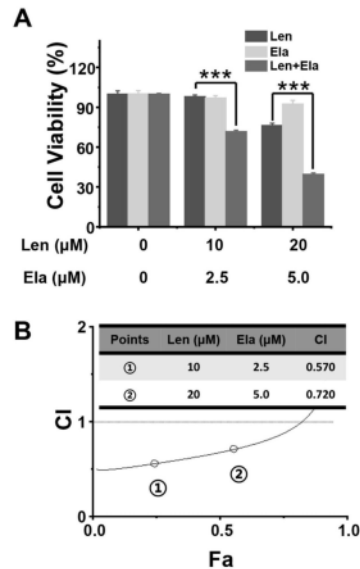 A
Len
Ela
Len+Ela
Cell Viability (%)
120
90
60
30
0
***
***
Len (μM) 0 10 20
Ela (μM) 0 2.5 5.0
B
CI
2
1
0
Points Len (μM) Ela (μM) CI
① 10 2.5 0.570
② 20 5.0 0.720
①
②
0.0 0.5 1.0
Fa